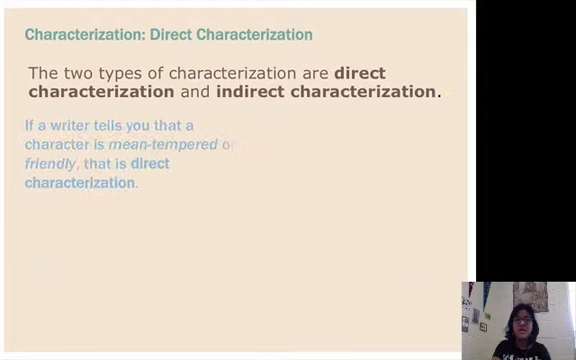 Characterization: Direct Characterization
The two types of characterization are direct
characterization and indirect characterization.
If a writer tells you that a
character is mean-tempered or
friendly, that is direct
characterization.